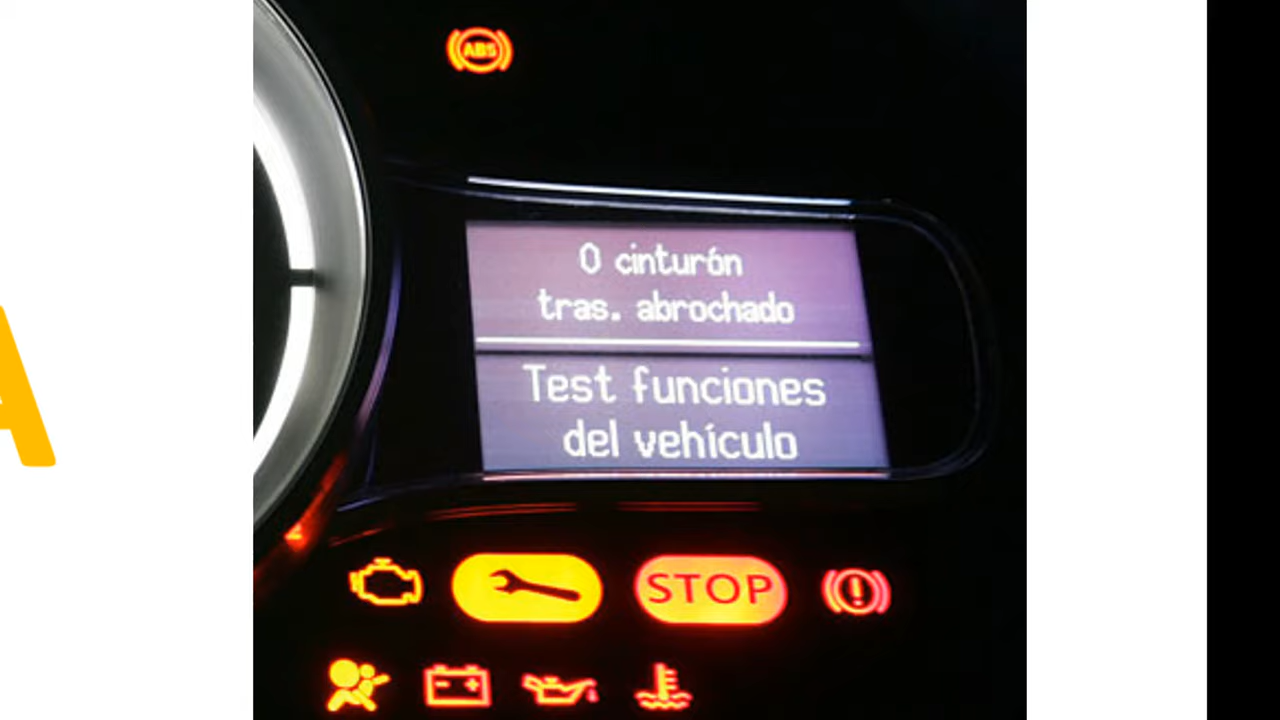 ABS
0 cinturón
tras. abrochado
Test funciones
del vehículo
STOP
A